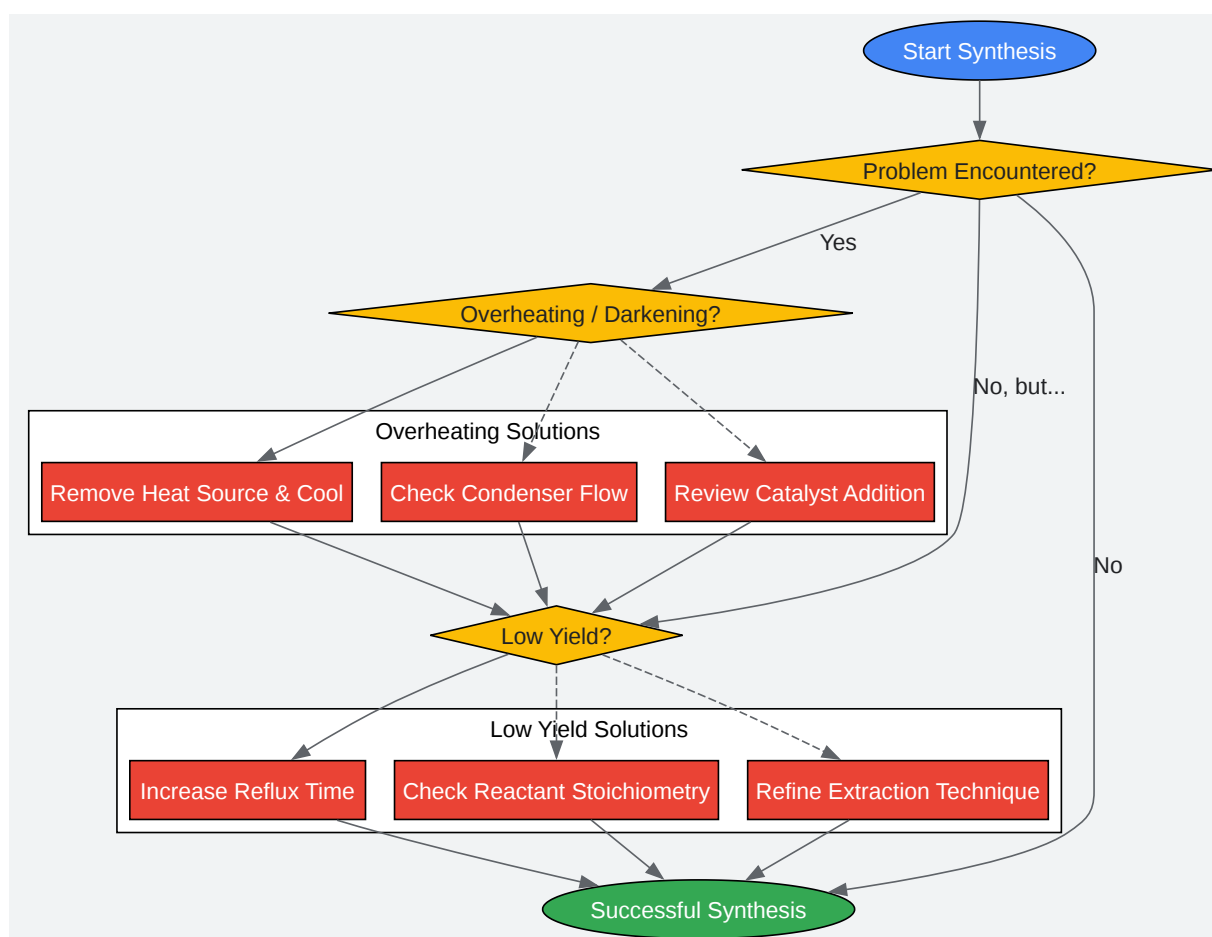 Start Synthesis
Problem Encountered?
Yes
Overheating / Darkening?
No, but...
Overheating Solutions
Remove Heat Source & Cool
Check Condenser Flow
Review Catalyst Addition
No
Low Yield?
Low Yield Solutions
Increase Reflux Time
Check Reactant Stoichiometry
Refine Extraction Technique
Successful Synthesis